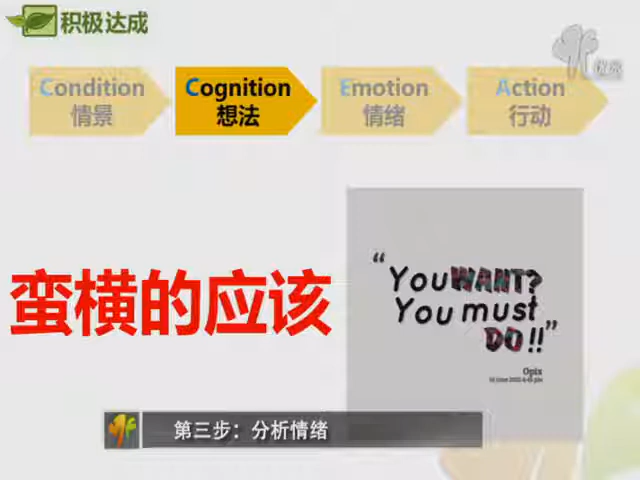 积极达成
Condition
情景
Cognition
想法
Emotion
情绪
Action
行动
蛮横的应该
“YOU WANT?
You must
DO!!”
Opix
第三步：分析情绪